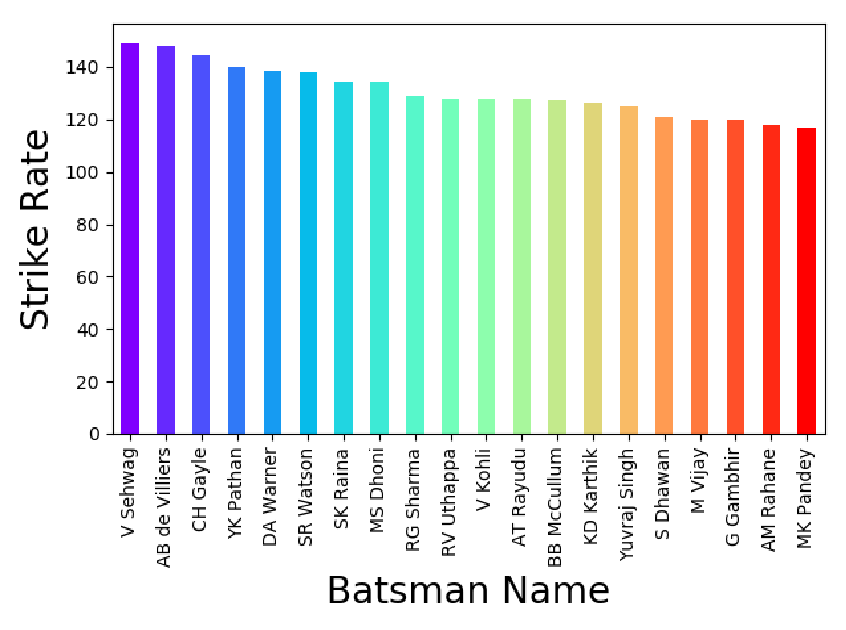 Strike Rate
140
120
100
80
60
40
20
0
V Sehwag
AB de Villiers
CH Gayle
YK Pathan
DA Warner
SR Watson
SK Raina
MS Dhoni
RG Sharma
RV Uthappa
V Kohli
AT Rayudu
BB McCullum
KD Karthik
Yuvraj Singh
S Dhawan
M Vijay
G Gambhir
AM Rahane
MK Pandey
Batsman Name